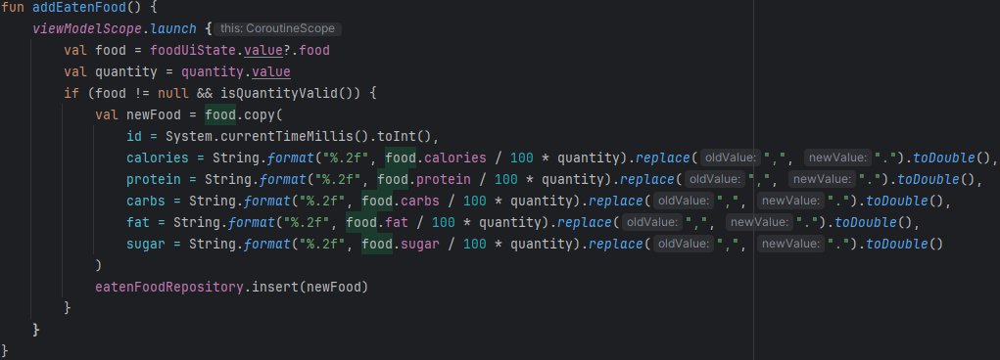 fun addEatenFood() {
    viewModelScope.launch { this: CoroutineScope
        val food = foodUiState.value?.food
        val quantity = quantity.value
        if (food != null && isQuantityValid()) {
            val newFood = food.copy(
                id = System.currentTimeMillis().toInt(),
                calories = String.format("%.2f", food.calories / 100 * quantity).replace( oldValue: ",", newValue: ".").toDouble(),
                protein = String.format("%.2f", food.protein / 100 * quantity).replace( oldValue: ",", newValue: ".").toDouble(),
                carbs = String.format("%.2f", food.carbs / 100 * quantity).replace( oldValue: ",", newValue: ".").toDouble(),
                fat = String.format("%.2f", food.fat / 100 * quantity).replace( oldValue: ",", newValue: ".").toDouble(),
                sugar = String.format("%.2f", food.sugar / 100 * quantity).replace( oldValue: ",", newValue: ".").toDouble()
            )
            eatenFoodRepository.insert(newFood)
        }
    }
}